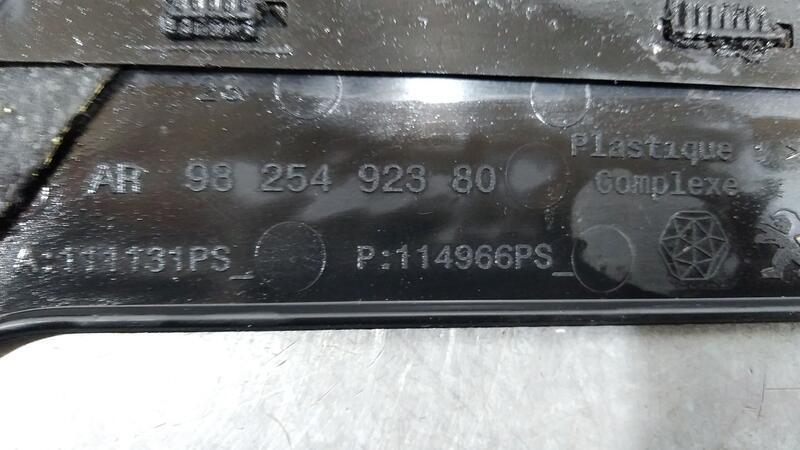 AR 98 254 923 80
Plastique
Complexe
A:111131PS_
P:114966PS_